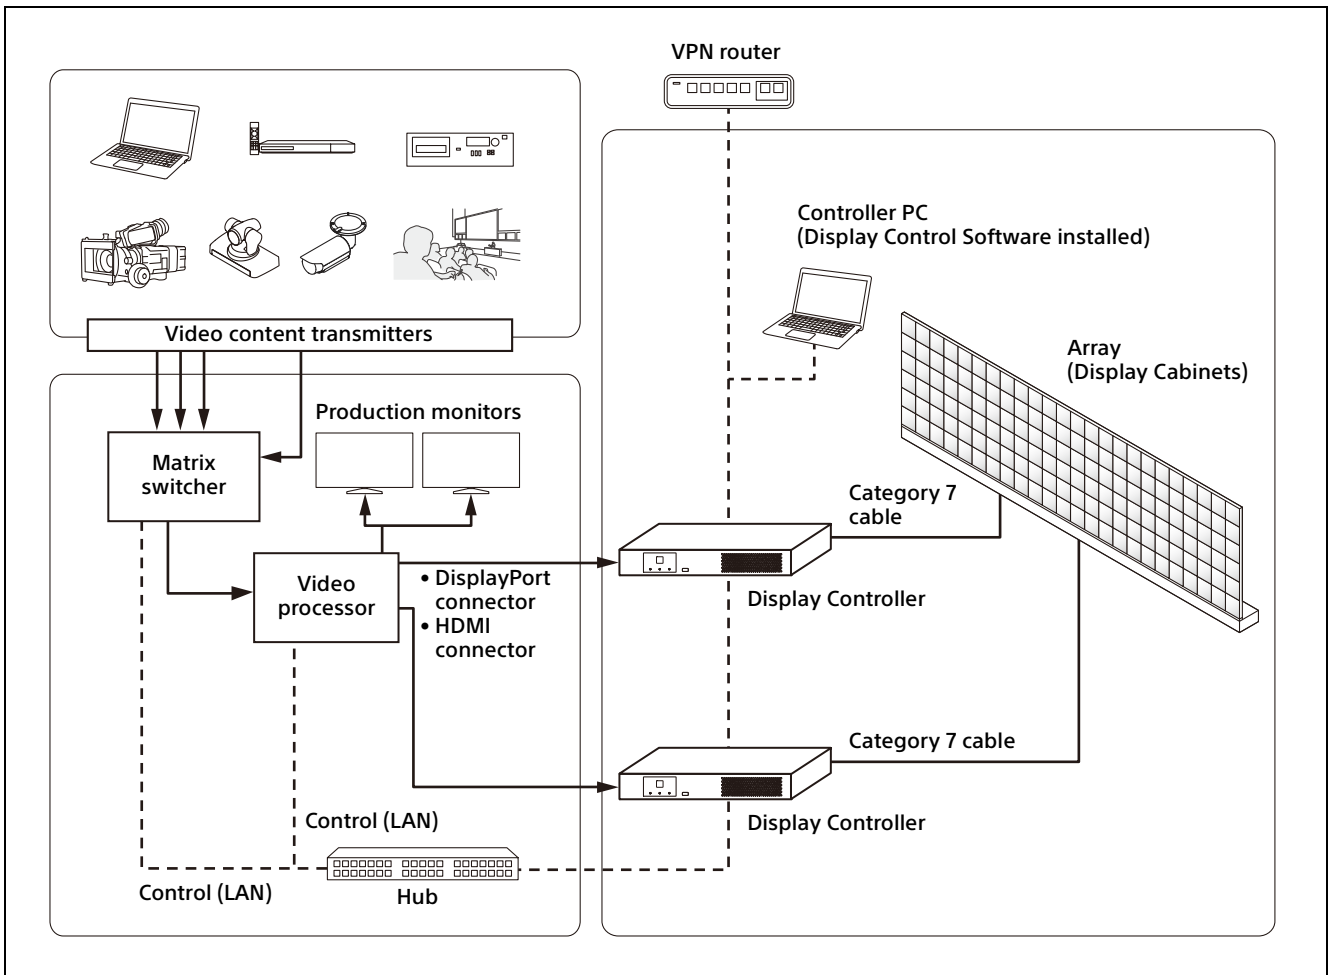 VPN router
Controller PC
(Display Control Software installed)
Video content transmitters
Array
(Display Cabinets)
Production monitors
Matrix
switcher
Category 7
cable
Video
processor
• DisplayPort
connector
• HDMI
connector
Display Controller
Category 7 cable
Display Controller
Control (LAN)
Control (LAN)
Hub